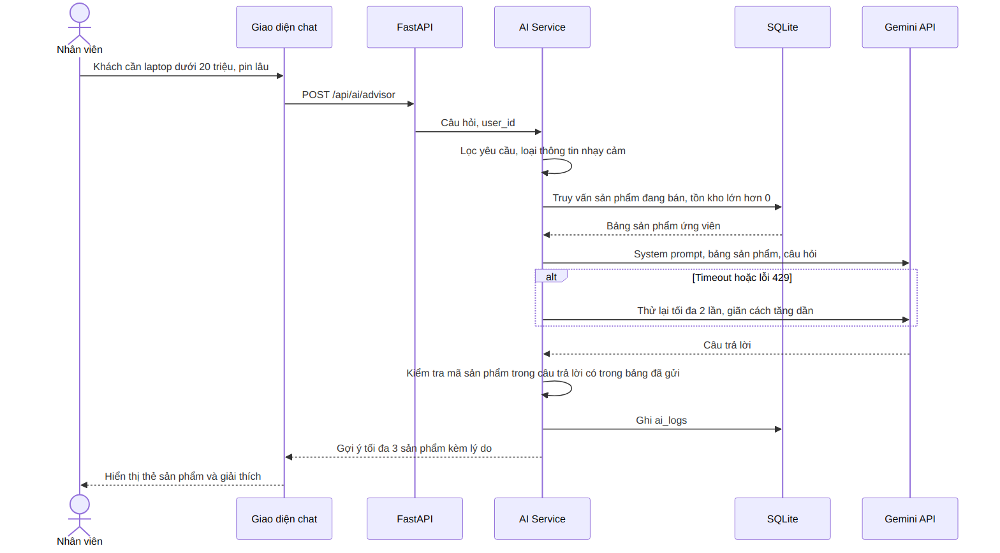 Nhân viên
Giao diện chat
FastAPI
AI Service
SQLite
Gemini API
Khách cần laptop dưới 20 triệu, pin lâu
POST /api/ai/advisor
Câu hỏi, user_id
Lọc yêu cầu, loại thông tin nhạy cảm
Truy vấn sản phẩm đang bán, tồn kho lớn hơn 0
Bảng sản phẩm ứng viên
System prompt, bảng sản phẩm, câu hỏi
alt
[Timeout hoặc lỗi 429]
Thử lại tối đa 2 lần, giãn cách tăng dần
Câu trả lời
Kiểm tra mã sản phẩm trong câu trả lời có trong bảng đã gửi
Ghi ai_logs
Gợi ý tối đa 3 sản phẩm kèm lý do
Hiển thị thẻ sản phẩm và giải thích
Nhân viên
Giao diện chat
FastAPI
AI Service
SQLite
Gemini API